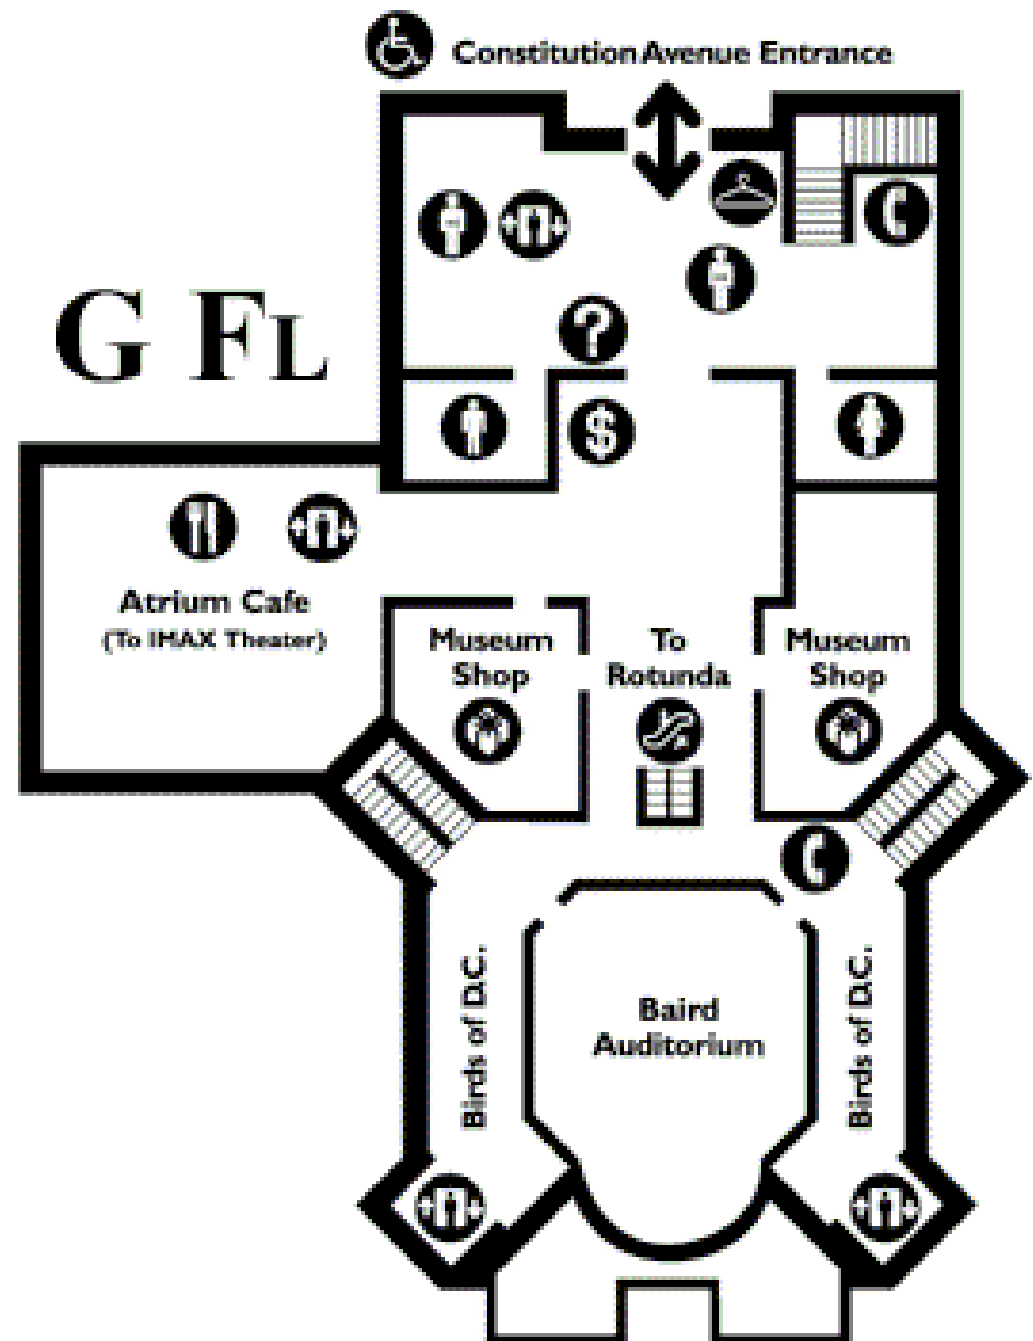 Constitution Avenue Entrance
G FL
?
$
Atrium Cafe
(To IMAX Theater)
Museum
Shop
To
Rotunda
Museum
Shop
Birds of D.C.
Baird
Auditorium
Birds of D.C.